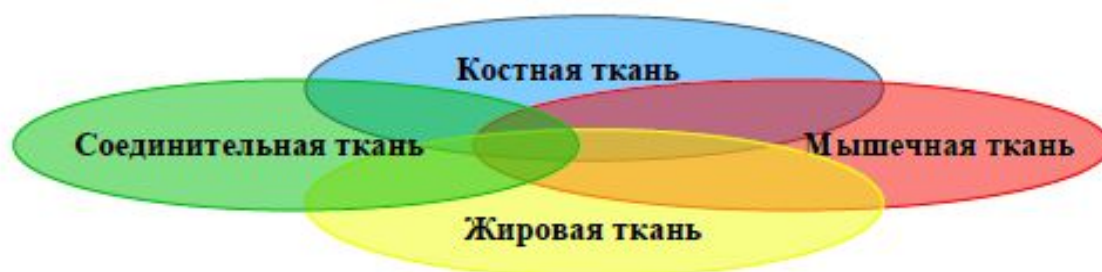 Костная ткань
Соединительная ткань
Мышечная ткань
Жировая ткань